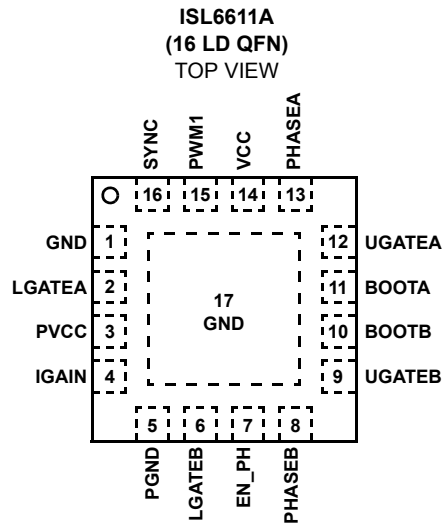 ISL6611A
(16 LD QFN)
TOP VIEW
SYNC
PWM1
VCC
PHASEA
16
15
14
13
GND 1
12 UGATEA
LGATEA 2
11 BOOTA
17
GND
PVCC 3
10 BOOTB
IGAIN 4
9 UGATEB
5
6
7
8
PGND
LGATEB
EN_PH
PHASEB